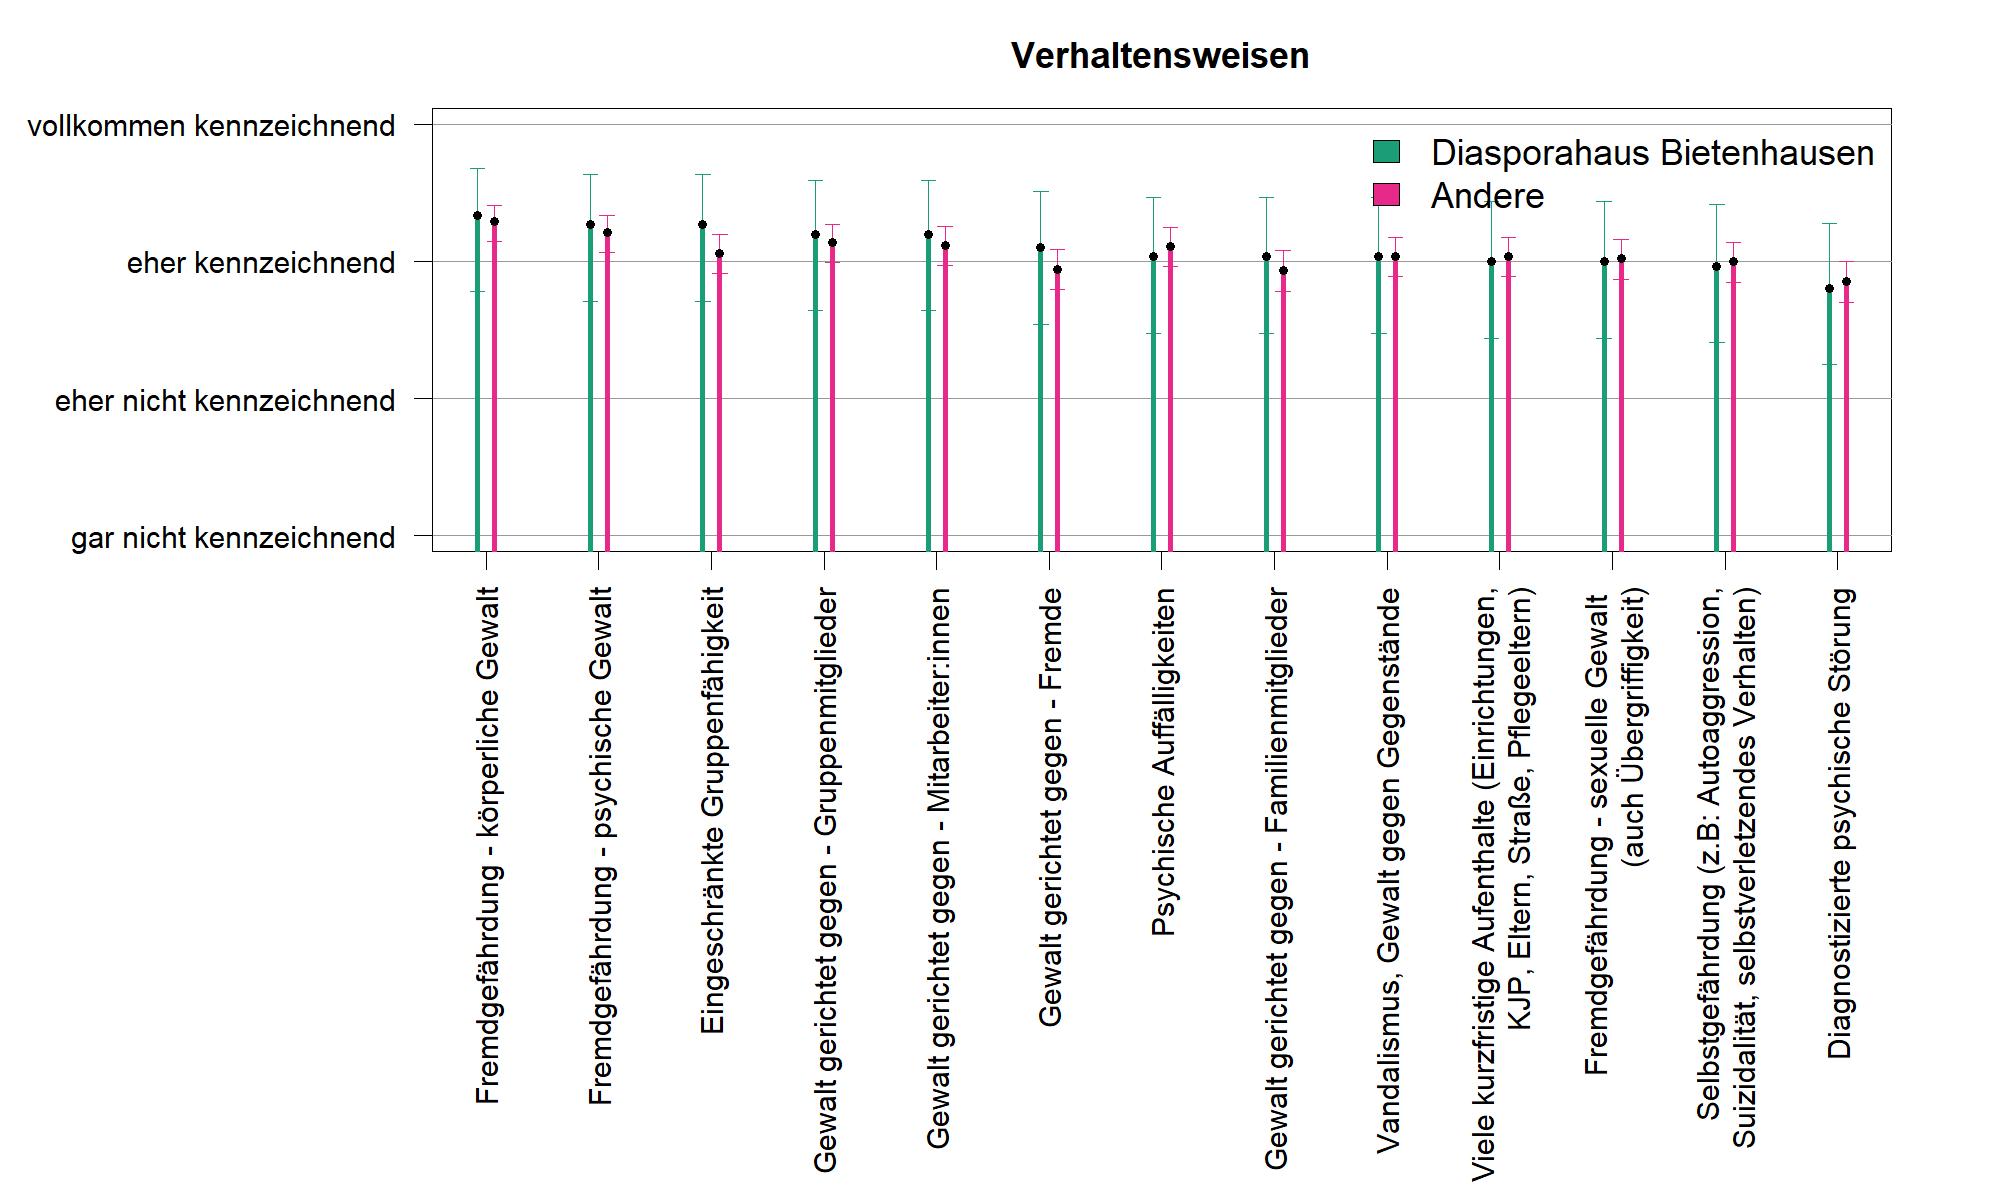 Verhaltensweisen
vollkommen kennzeichnend
eher kennzeichnend
eher nicht kennzeichnend
gar nicht kennzeichnend
Diasporahaus Bietenhausen
Andere
Fremdgefährdung - körperliche Gewalt
Fremdgefährdung - psychische Gewalt
Eingeschränkte Gruppenfähigkeit
Gewalt gerichtet gegen - Gruppenmitglieder
Gewalt gerichtet gegen - Mitarbeiter:innen
Gewalt gerichtet gegen - Fremde
Psychische Auffälligkeiten
Gewalt gerichtet gegen - Familienmitglieder
Vandalismus, Gewalt gegen Gegenstände
Viele kurzfristige Aufenthalte (Einrichtungen,
KJP, Eltern, Straße, Pflegeeltern)
Fremdgefährdung - sexuelle Gewalt
(auch Übergriffigkeit)
Selbstgefährdung (z.B: Autoaggression,
Suizidalität, selbstverletzendes Verhalten)
Diagnostizierte psychische Störung